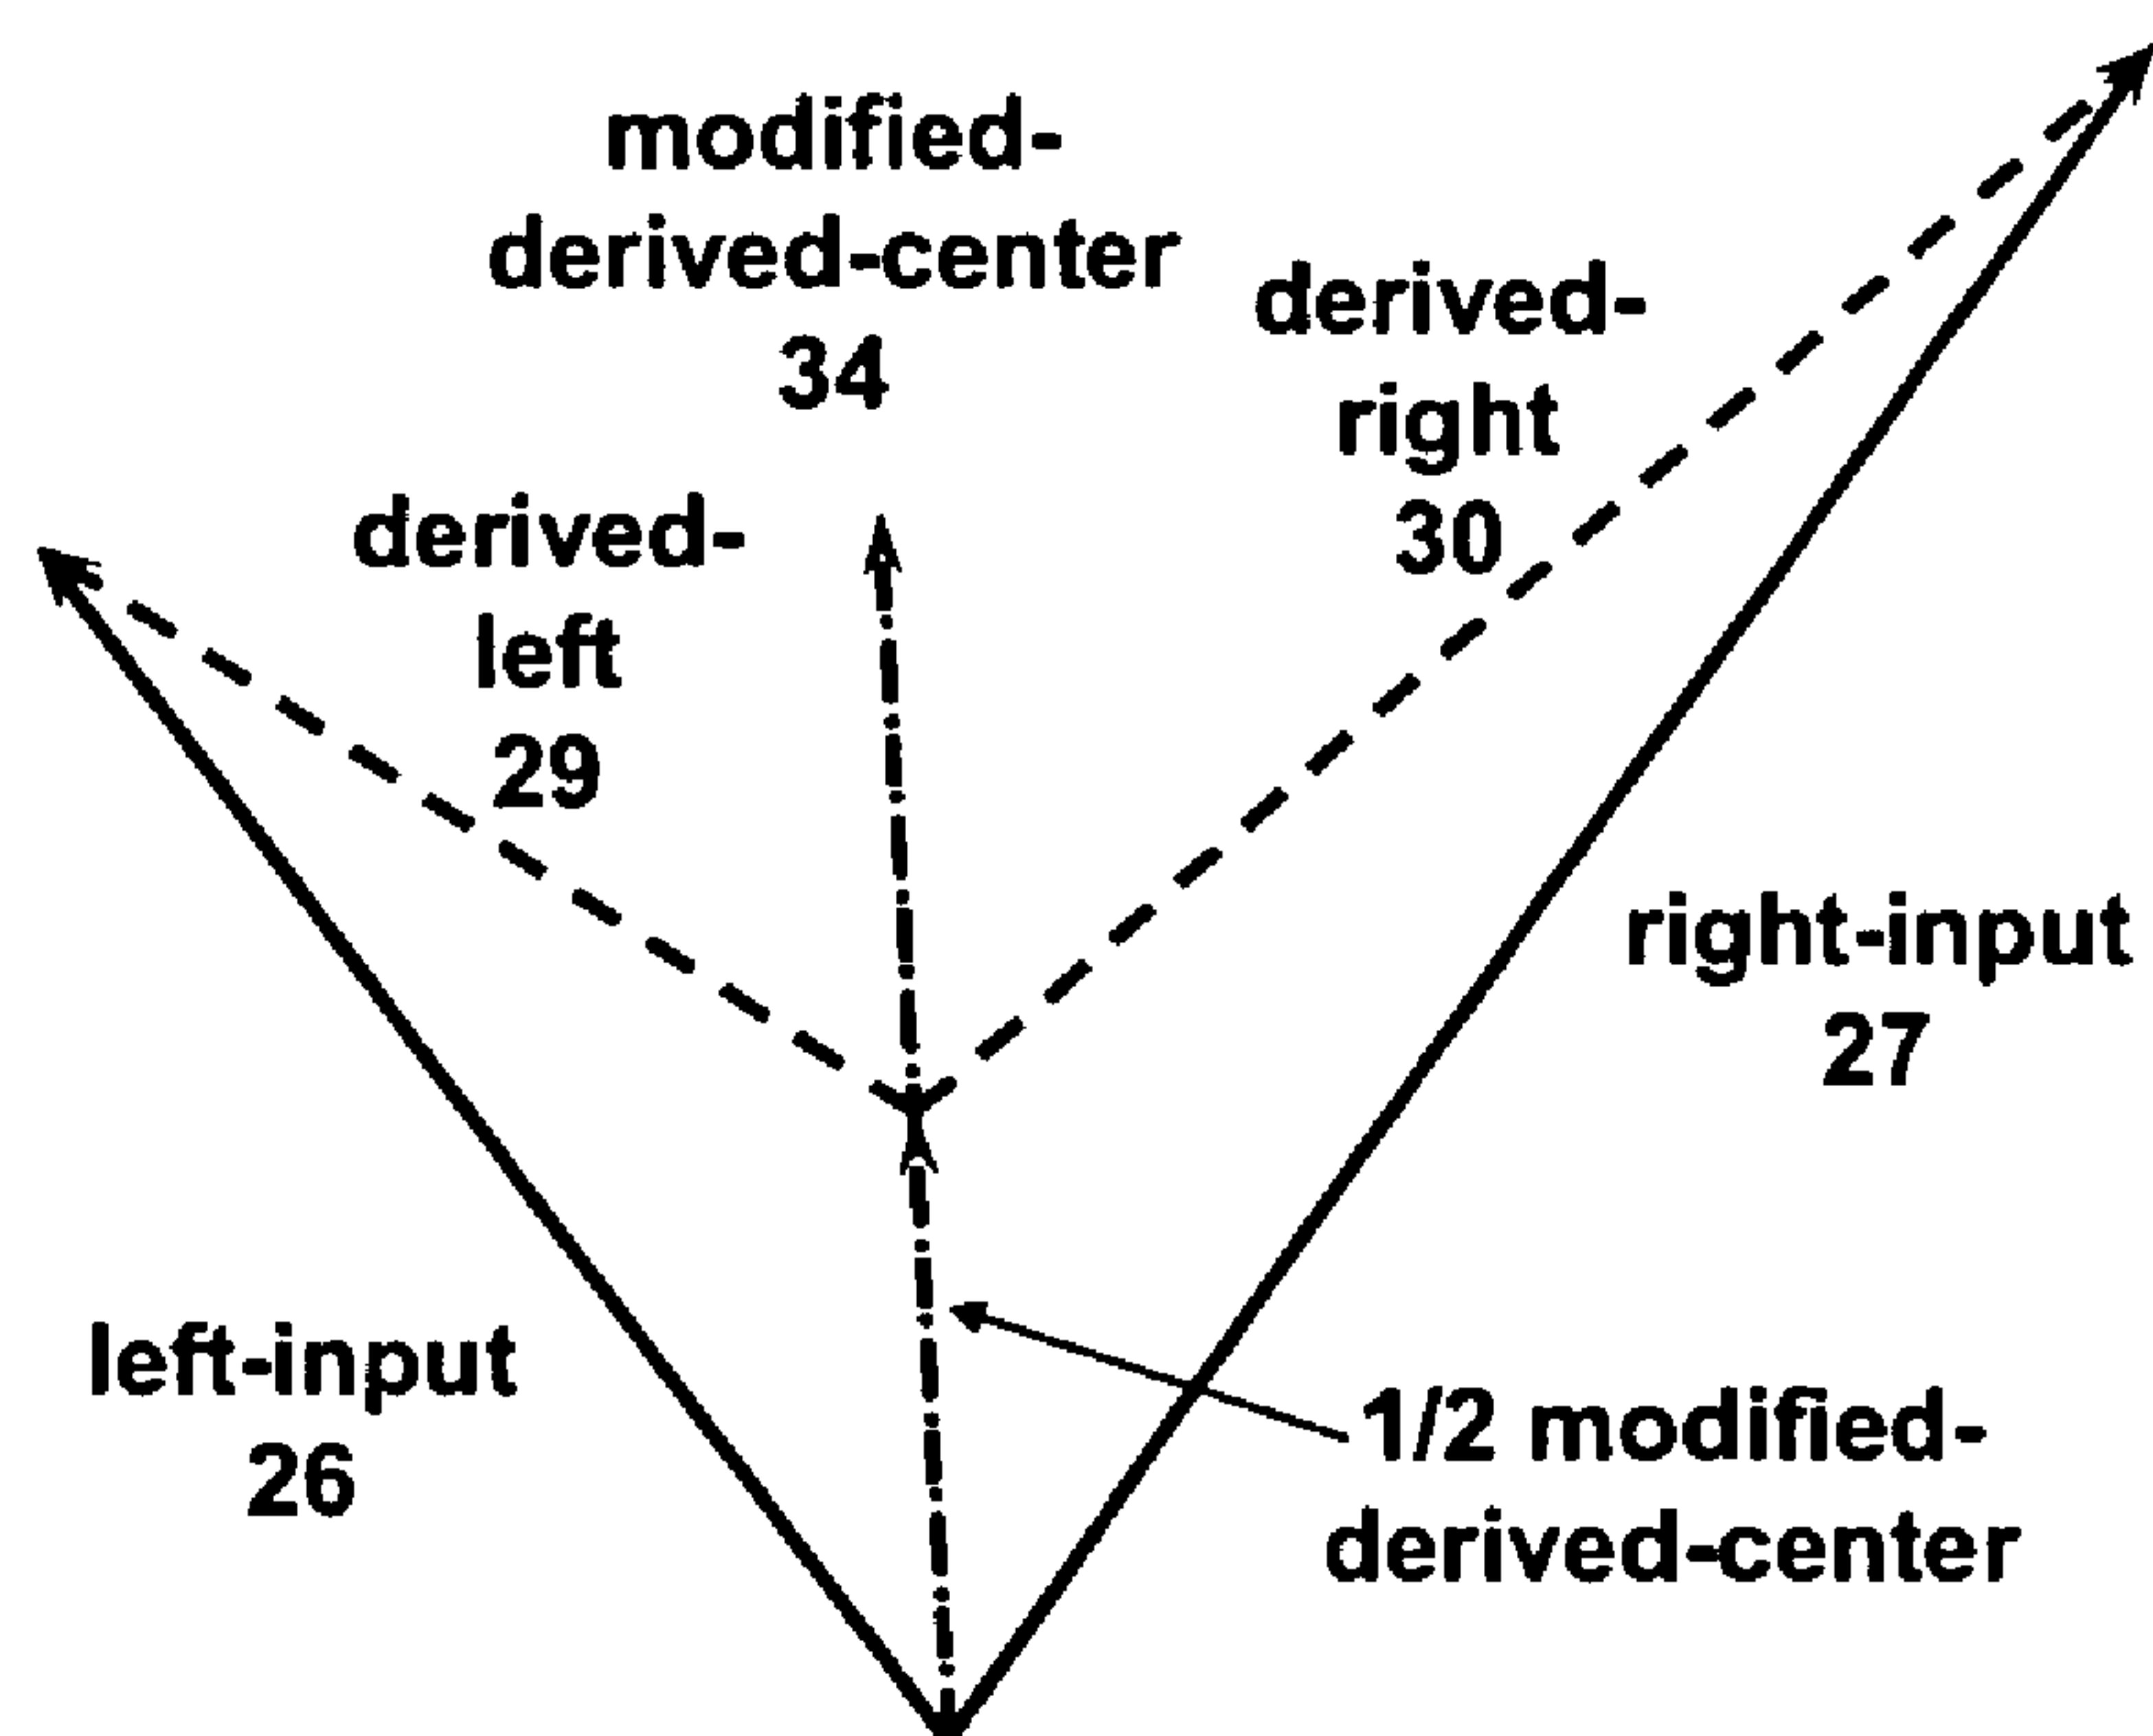 modified-
derived-center
34
derived-
right
30
derived-
left
29
right-input
27
left-input
26
1/2 modified-
derived-center